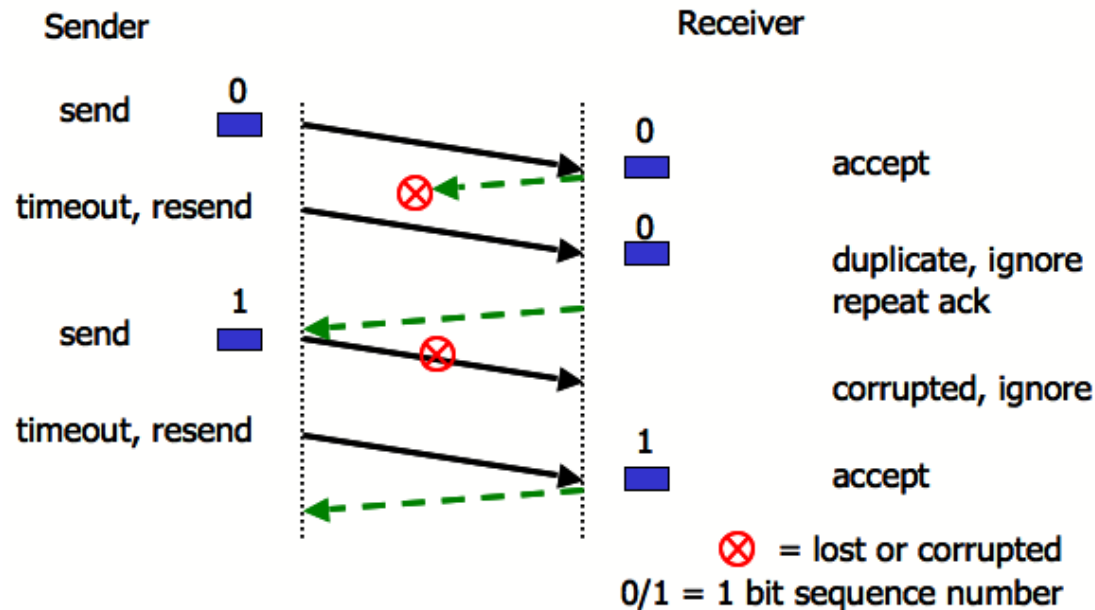 Sender
Receiver
0
send
0
accept
timeout, resend
0
duplicate, ignore
repeat ack
1
send
corrupted, ignore
timeout, resend
1
accept
= lost or corrupted
0/1 = 1 bit sequence number